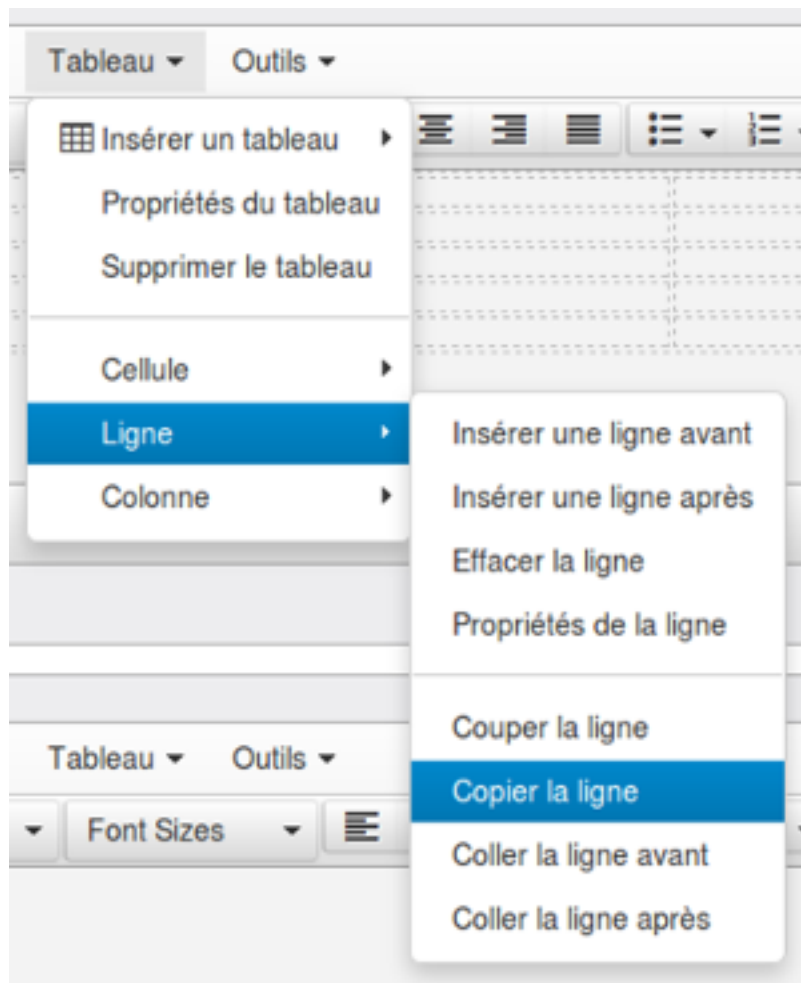 Tableau Outils
Insérer un tableau
Propriétés du tableau
Supprimer le tableau
Cellule
Ligne
Colonne
Insérer une ligne avant
Insérer une ligne après
Effacer la ligne
Propriétés de la ligne
Couper la ligne
Copier la ligne
Coller la ligne avant
Coller la ligne après
Tableau Outils
Font Sizes